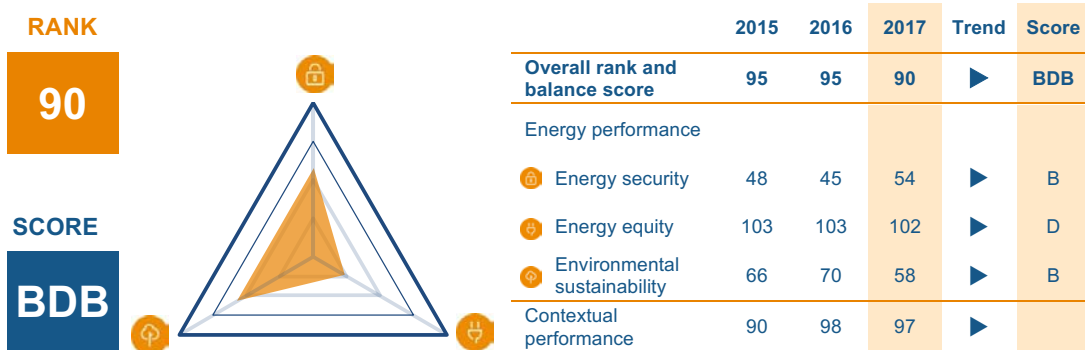 RANK
90
SCORE
BDB
2015 2016 2017 Trend Score
Overall rank and
balance score 95 95 90 BDB
Energy performance
Energy security 48 45 54 B
Energy equity 103 103 102 D
Environmental
sustainability 66 70 58 B
Contextual
performance 90 98 97